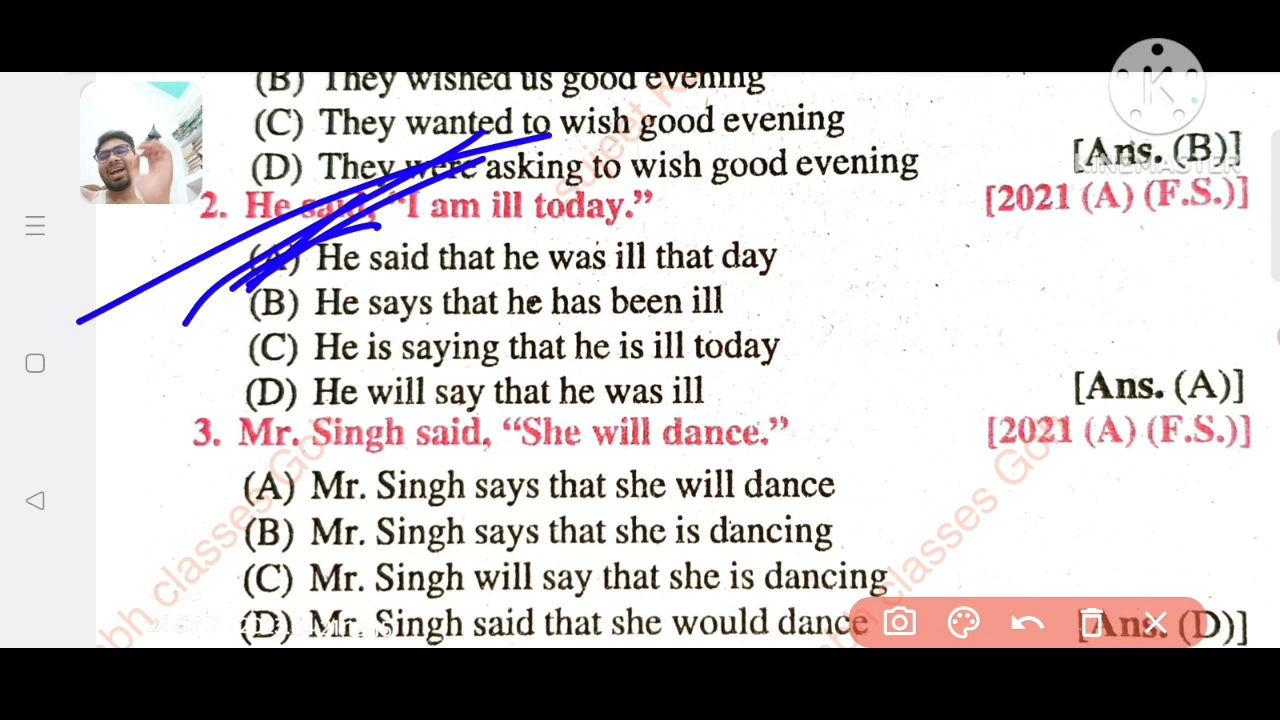 (B) They wished us good evening
(C) They wanted to wish good evening
(D) They were asking to wish good evening
[Ans. (B)]
KINEMASTER
2. He said, “I am ill today.”
[2021 (A) (F.S.)]
(A) He said that he was ill that day
(B) He says that he has been ill
(C) He is saying that he is ill today
(D) He will say that he was ill
[Ans. (A)]
3. Mr. Singh said, “She will dance.”
[2021 (A) (F.S.)]
(A) Mr. Singh says that she will dance
(B) Mr. Singh says that she is dancing
(C) Mr. Singh will say that she is dancing
(D) Mr. Singh said that she would dance
[Ans. (D)]
classes
classes